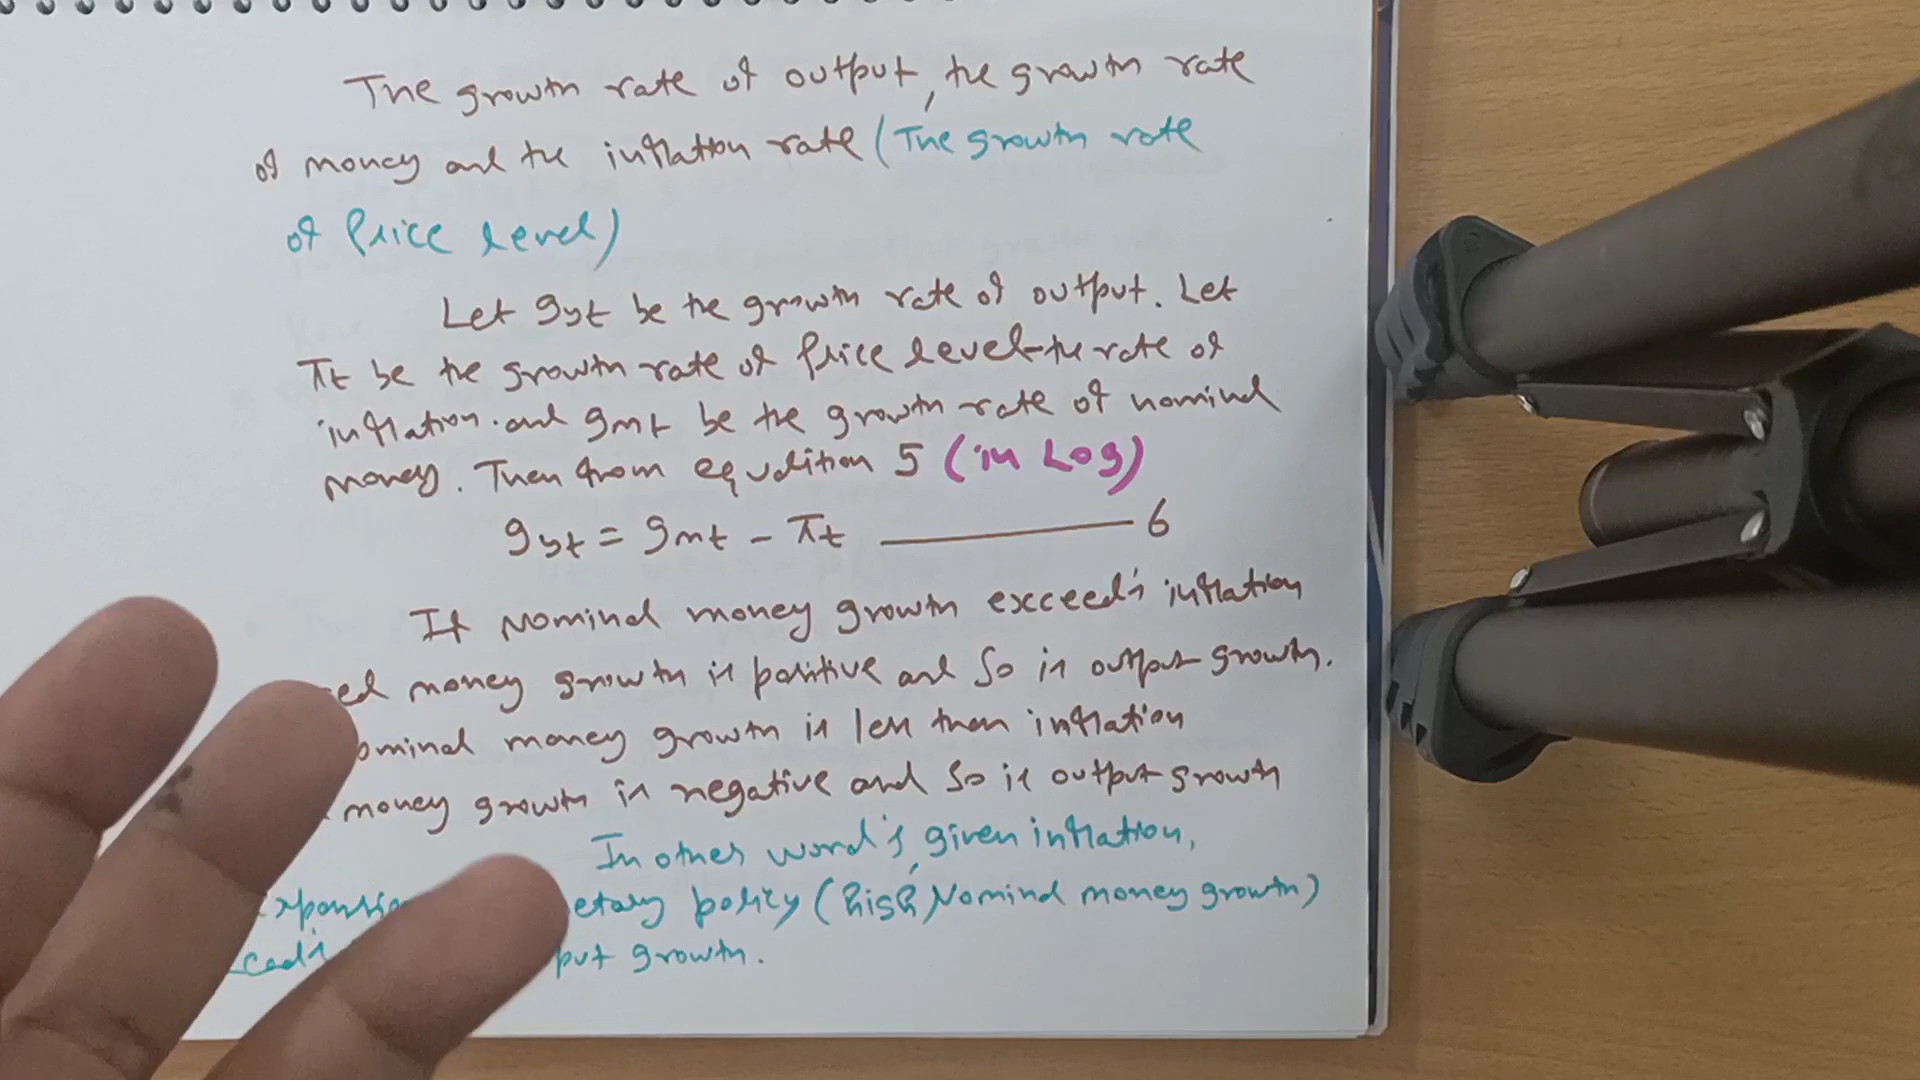 The growth rate of output, the growth rate
of money and the inflation rate (The growth rate
of Price level)
Let gyt be the growth rate of output. Let
πt be the growth rate of Price level-the rate of
inflation. and gmt be the growth rate of nominal
money. Then from equation 5 (in Log)
gyt = gmt - πt ——— 6
If Nominal money growth exceed's inflation
money growth is positive and So is output growth.
ominal money growth is less than inflation
money growth is negative and so is output growth
In other word's, given inflation,
etary policy (High Nominal money growth)
put growth.